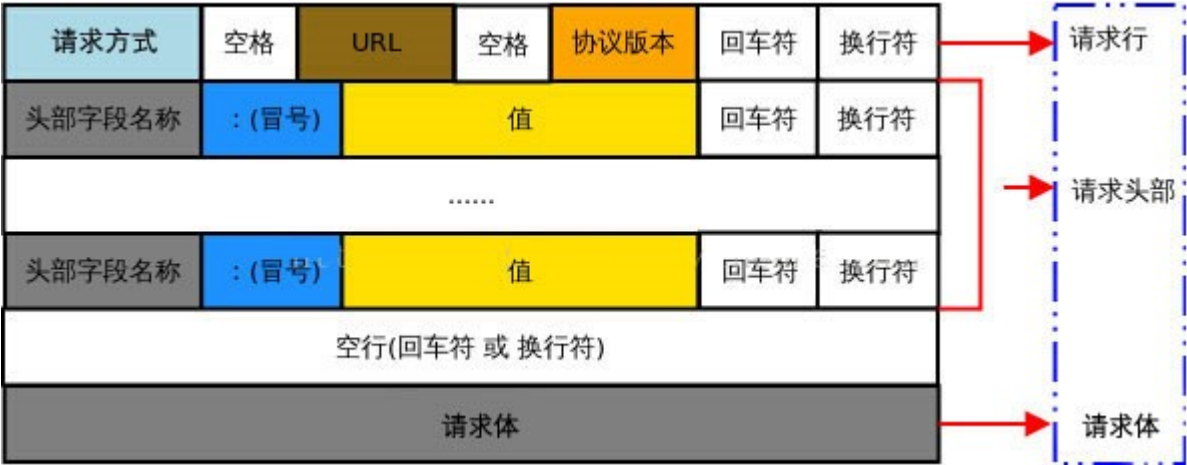 请求方式 空格 URL 空格 协议版本 回车符 换行符 请求行
头部字段名称 :(冒号) 值 回车符 换行符
...... 请求头部
头部字段名称 :(冒号) 值 回车符 换行符
空行(回车符 或 换行符)
请求体 请求体